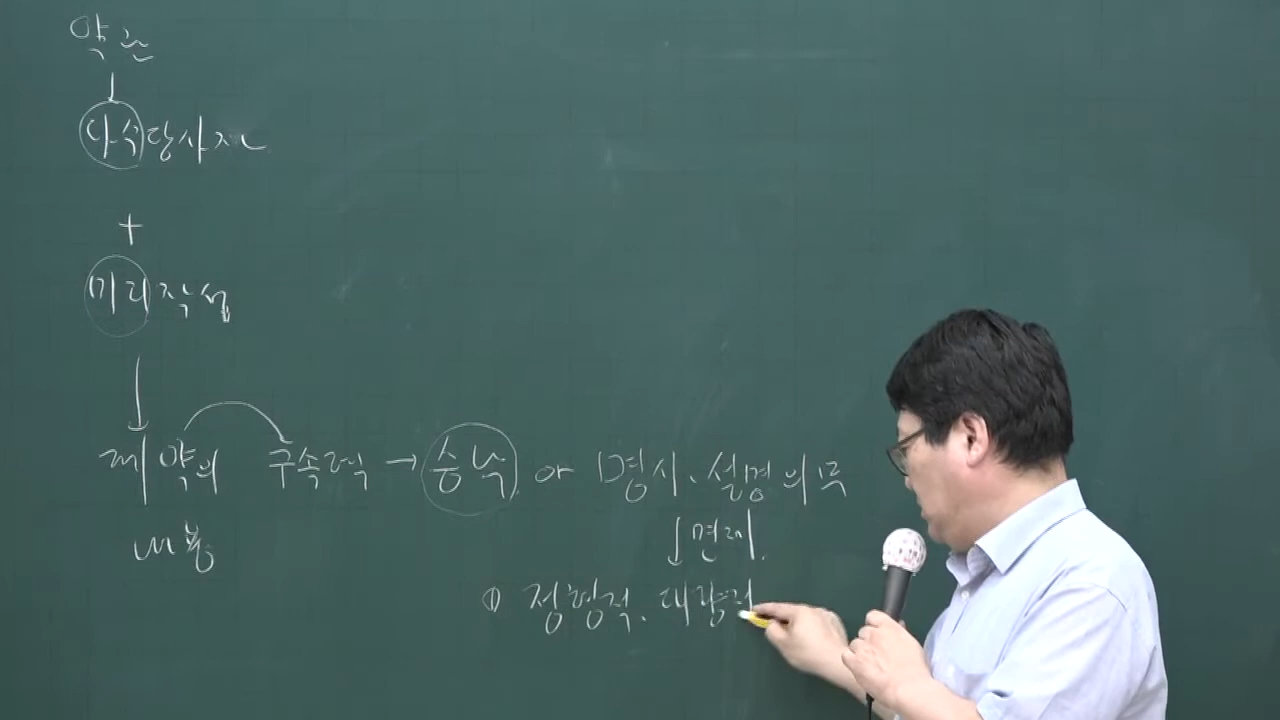 약관
↓
다수당사자
+
미리작성
↓
계약의 구속력 → 승낙 or 명시、설명의무
내용
↓면제.
① 정형적、대량적